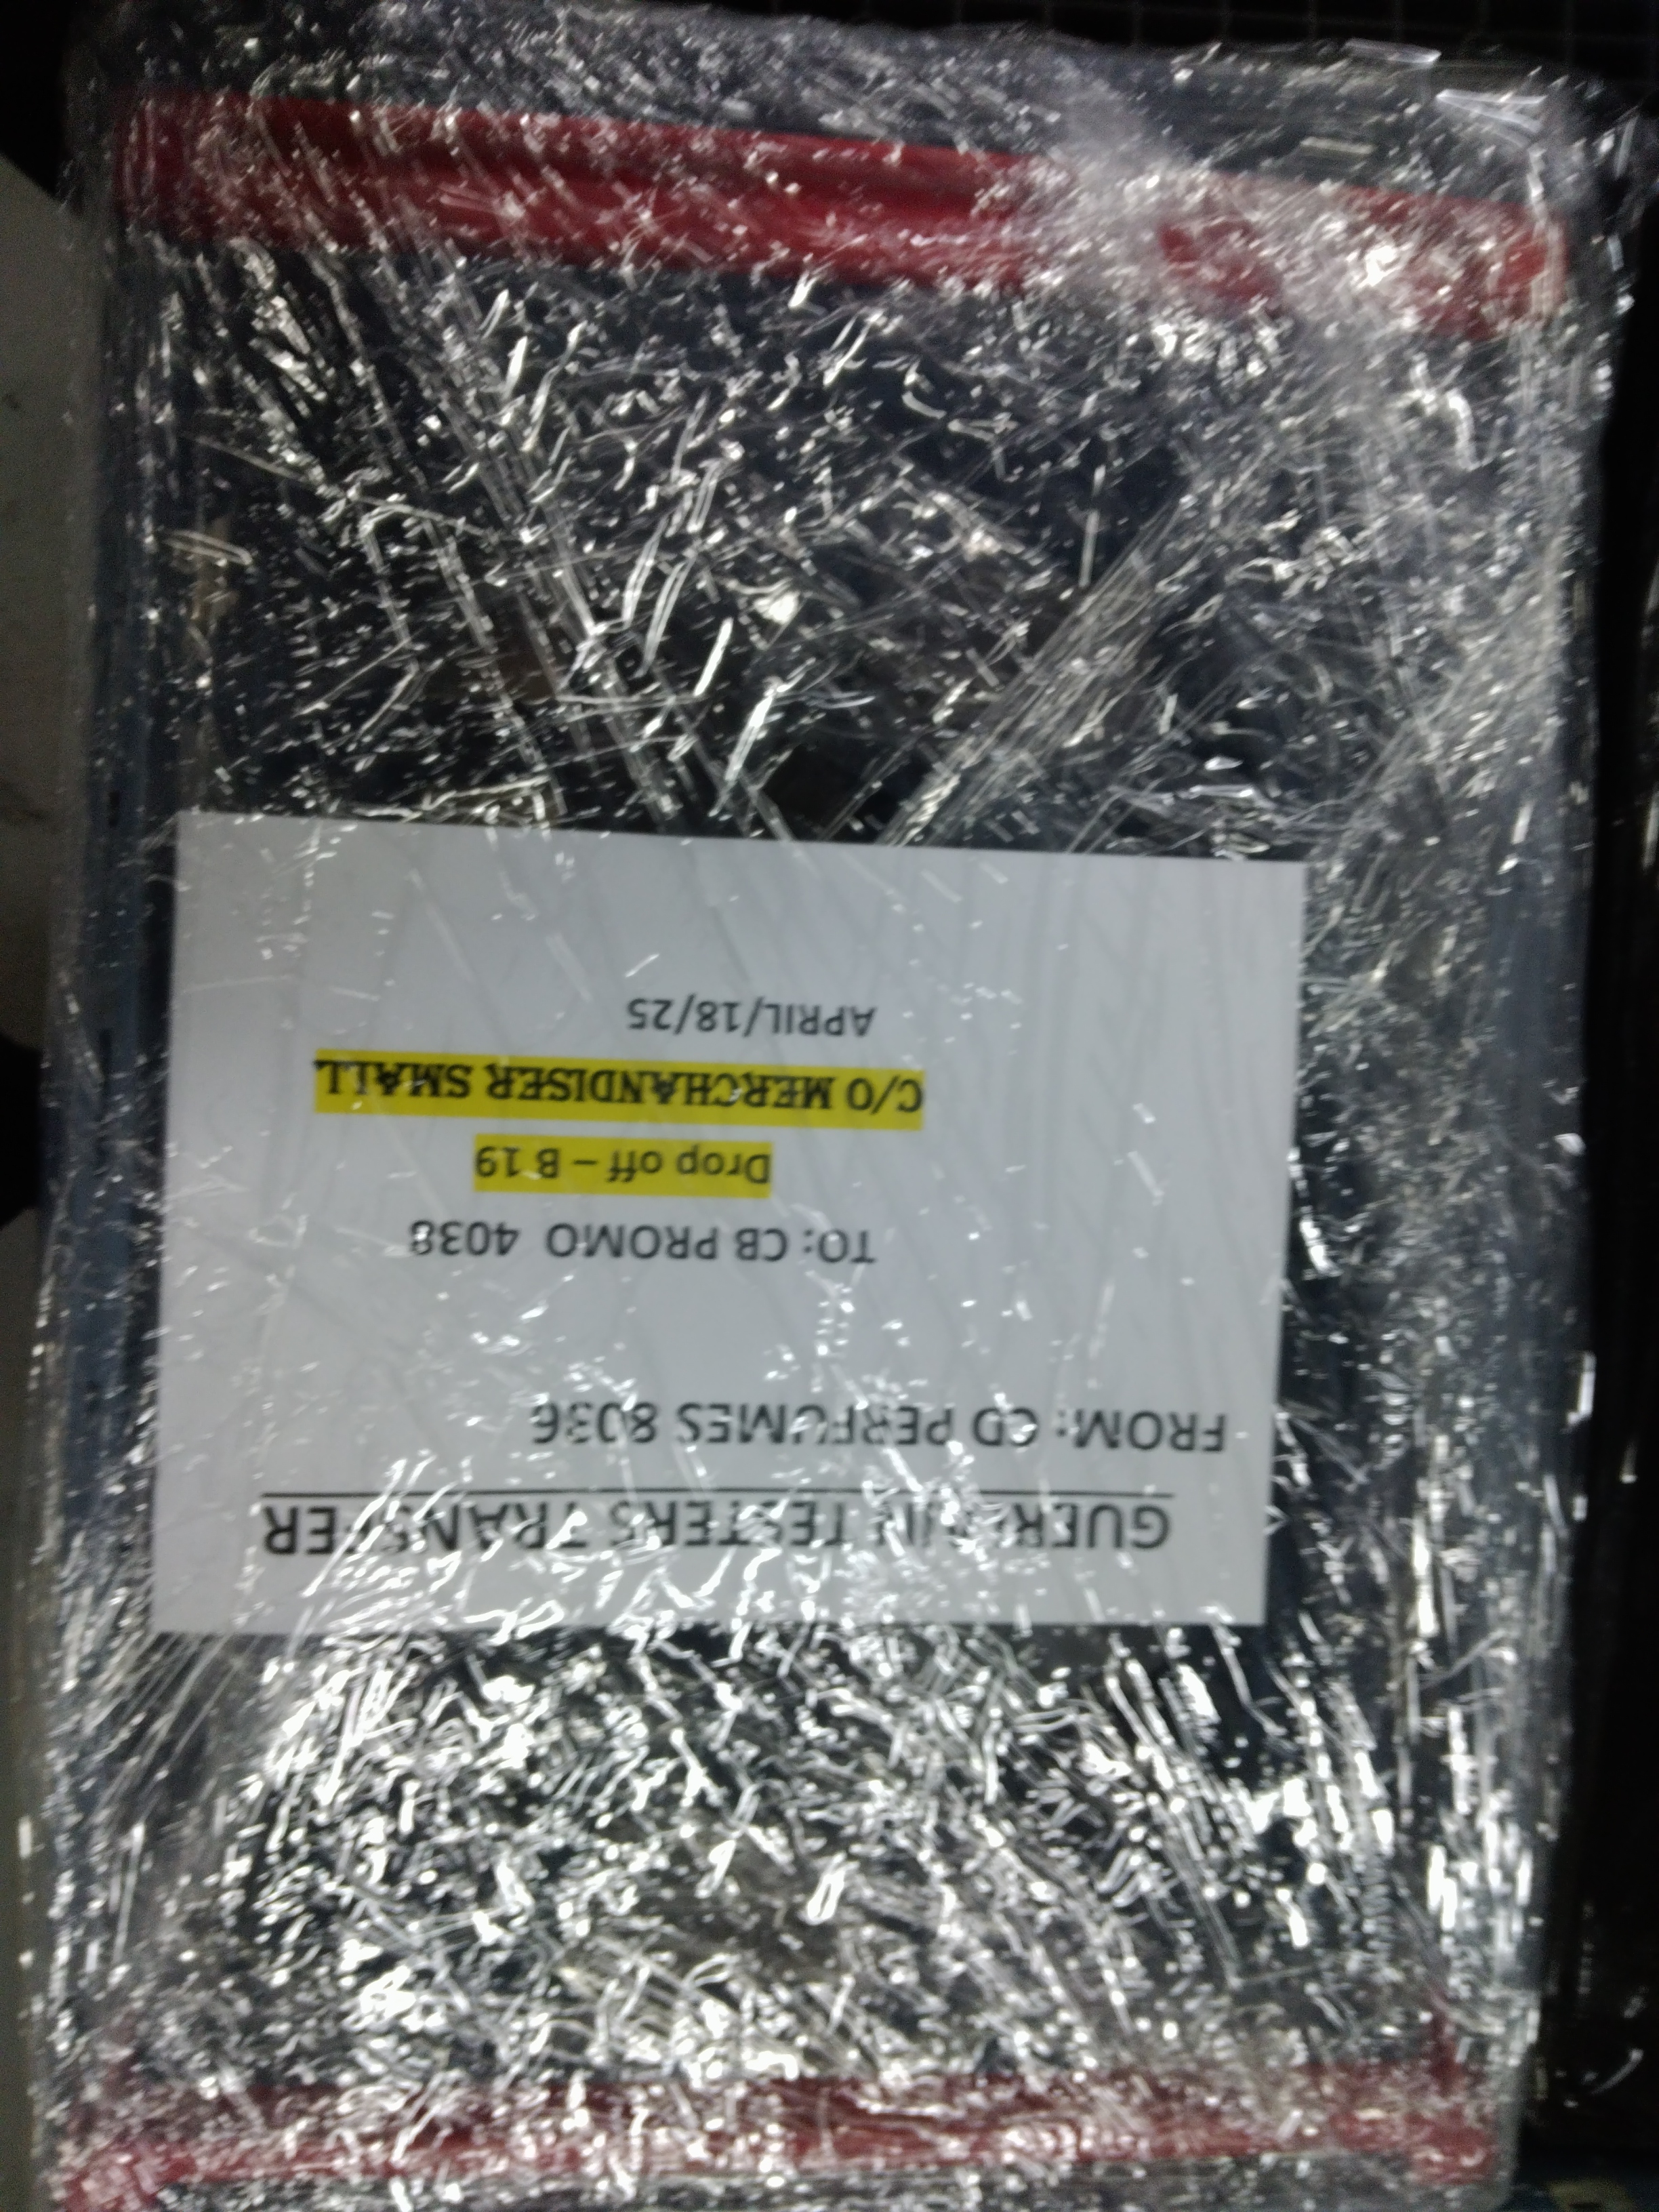 GUERLAIN TESTERS TRANSFER
FROM: CD PERFUMES 8036
TO: CB PROMO 4038
Drop off – B 19
C/O MERCHANDISER SMALL
APRIL/18/25